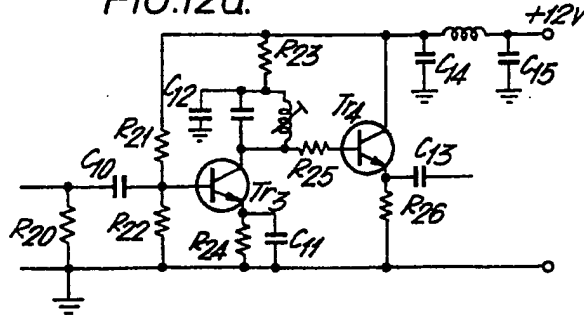 FIG.12a.
+12V
R23
C12
C14
C15
R21
Tr4
C10
R25
C13
Tr3
R20
R22
R24
C11
R26